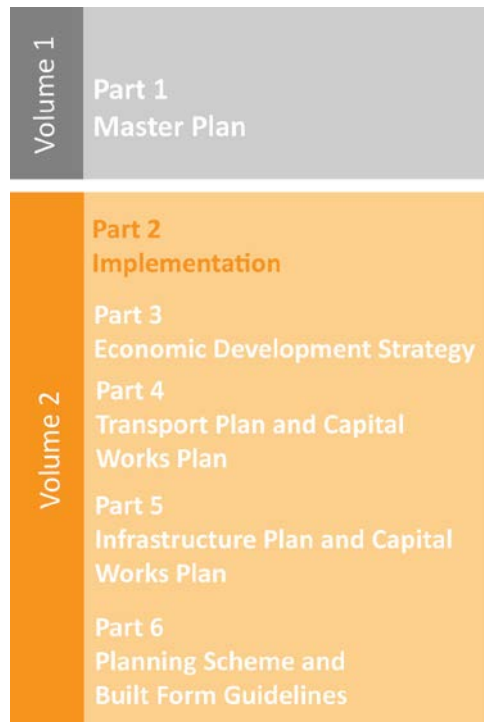 Volume 1
Part 1
Master Plan
Volume 2
Part 2
Implementation
Part 3
Economic Development Strategy
Part 4
Transport Plan and Capital
Works Plan
Part 5
Infrastructure Plan and Capital
Works Plan
Part 6
Planning Scheme and
Built Form Guidelines